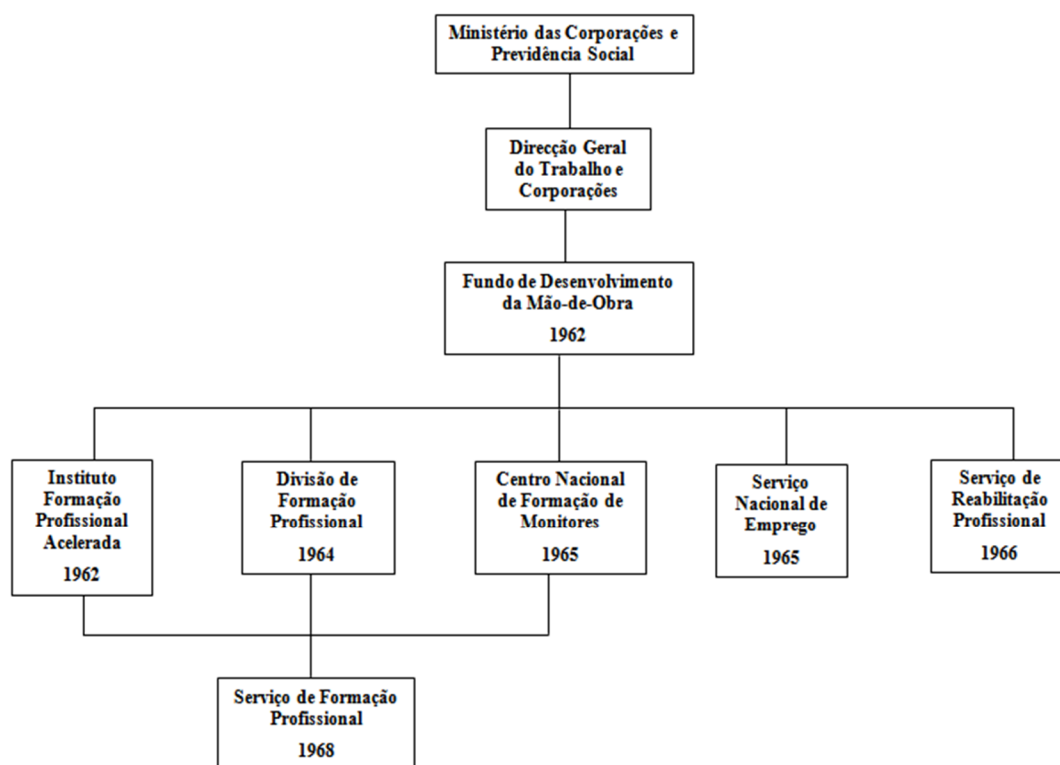 Ministério das Corporações e
Previdência Social
Direcção Geral
do Trabalho e
Corporações
Fundo de Desenvolvimento
da Mão-de-Obra
1962
Instituto
Formação
Profissional
Acelerada
1962
Divisão de
Formação
Profissional
1964
Centro Nacional
de Formação de
Monitores
1965
Serviço
Nacional de
Emprego
1965
Serviço de
Reabilitação
Profissional
1966
Serviço de Formação
Profissional
1968